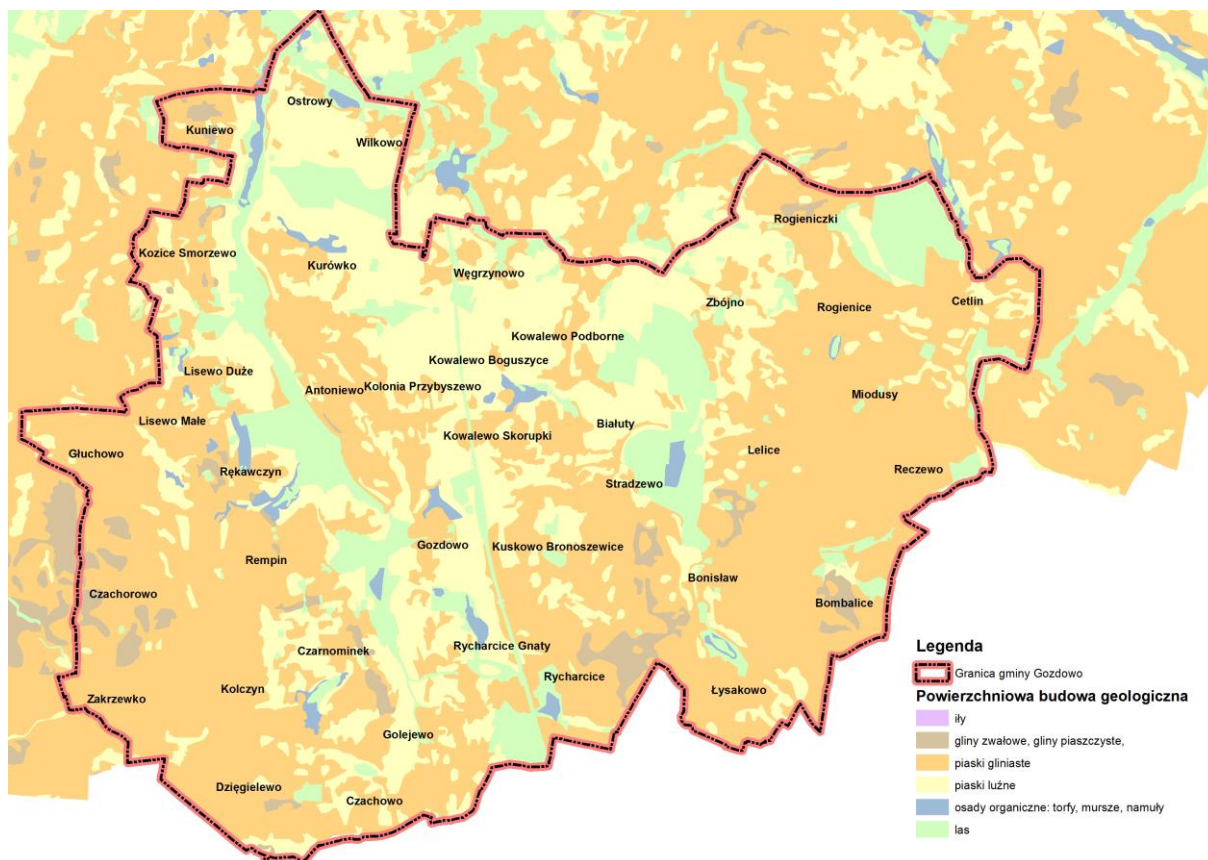 Ostrowy
Kuniewo
Wilkowo
Rogieniczki
Kozice Smorzewo
Kurówko
Węgrzynowo
Zbójno
Rogienice
Cetlin
Kowalewo Podborne
Kowalewo Boguszyce
Lisewo Duże
Antoniewo
Kolonia Przybyszewo
Miodusy
Lisewo Małe
Białuty
Kowalewo Skorupki
Głuchowo
Lelice
Rękawczyn
Reczewo
Stradzewo
Gozdowo
Kuskowo Bronoszewice
Rempin
Bonisław
Czachorowo
Bombalice
Czarnominek
Rycharcice Gnaty
Rycharcice
Kolczyn
Łysakowo
Zakrzewko
Golejewo
Dzięgielewo
Czachowo
Legenda
Granica gminy Gozdowo
Powierzchniowa budowa geologiczna
iły
gliny zwałowe, gliny piaszczyste,
piaski gliniaste
piaski luźne
osady organiczne: torfy, mursze, namuły
las